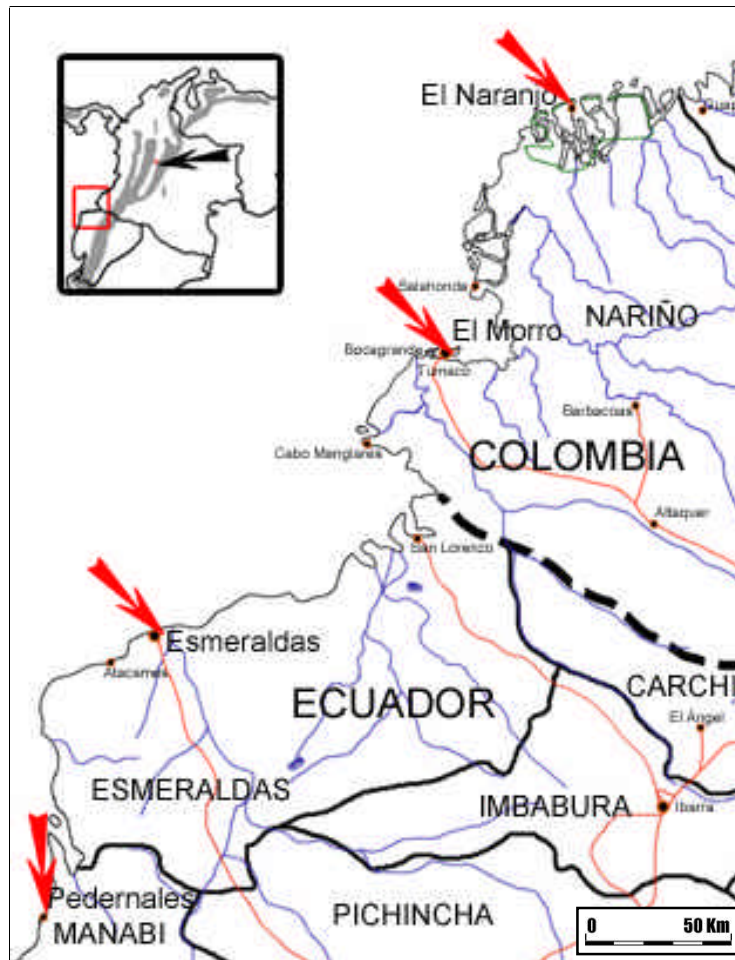 El Naranjo
Salahonda
NARIÑO
El Morro
Bocagrande
Tumaco
Barbacoas
Cabo Manglares
COLOMBIA
Altaquer
San Lorenzo
Esmeraldas
Atacames
ECUADOR
CARCHI
El Ángel
ESMERALDAS
IMBABURA
Ibarra
Pedernales
MANABI
PICHINCHA
0 50 Km